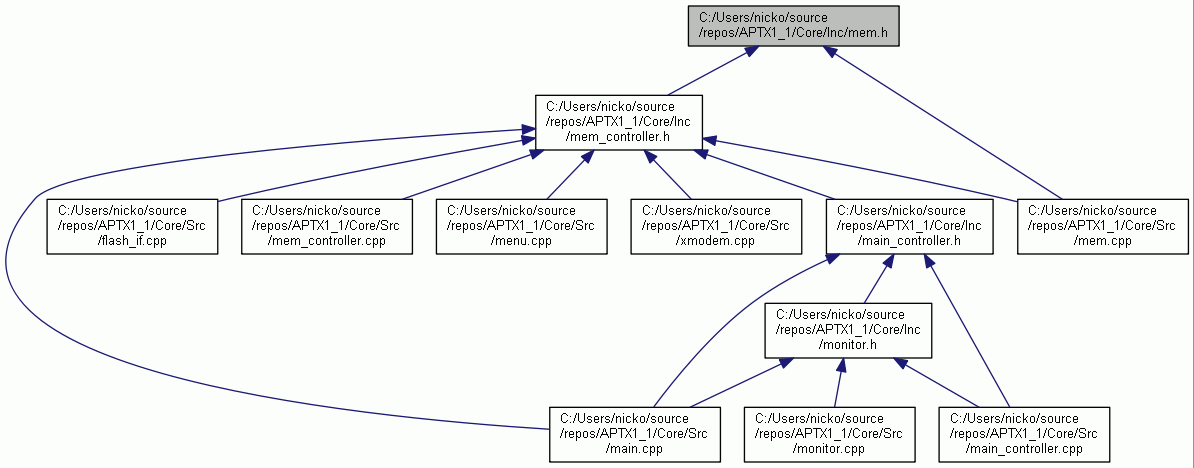 C:/Users/nicko/source
/repos/APTX1_1/Core/Inc/mem.h
C:/Users/nicko/source
/repos/APTX1_1/Core/Inc
/mem_controller.h
C:/Users/nicko/source
/repos/APTX1_1/Core/Src
/flash_if.cpp
C:/Users/nicko/source
/repos/APTX1_1/Core/Src
/mem_controller.cpp
C:/Users/nicko/source
/repos/APTX1_1/Core/Src
/menu.cpp
C:/Users/nicko/source
/repos/APTX1_1/Core/Src
/xmodem.cpp
C:/Users/nicko/source
/repos/APTX1_1/Core/Inc
/main_controller.h
C:/Users/nicko/source
/repos/APTX1_1/Core/Src
/mem.cpp
C:/Users/nicko/source
/repos/APTX1_1/Core/Inc
/monitor.h
C:/Users/nicko/source
/repos/APTX1_1/Core/Src
/main.cpp
C:/Users/nicko/source
/repos/APTX1_1/Core/Src
/monitor.cpp
C:/Users/nicko/source
/repos/APTX1_1/Core/Src
/main_controller.cpp